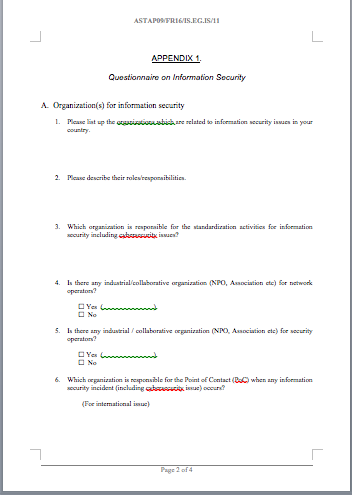 ASTAP09/FR16/IS.EG.IS/11
APPENDIX 1.
Questionnaire on Information Security
A. Organization(s) for information security
1. Please list up the organizations which are related to information security issues in your
country.
2. Please describe their roles/responsibilities.
3. Which organization is responsible for the standardization activities for information
security including cybersecurity issues?
4. Is there any industrial/collaborative organization (NPO, Association etc) for network
operators?
☐ Yes (                    )
☐ No
5. Is there any industrial / collaborative organization (NPO, Association etc) for security
operators?
☐ Yes (                    )
☐ No
6. Which organization is responsible for the Point of Contact (PoC) when any information
security incident (including cybersecurity issue) occurs?
(For international issue)
Page 2 of 4